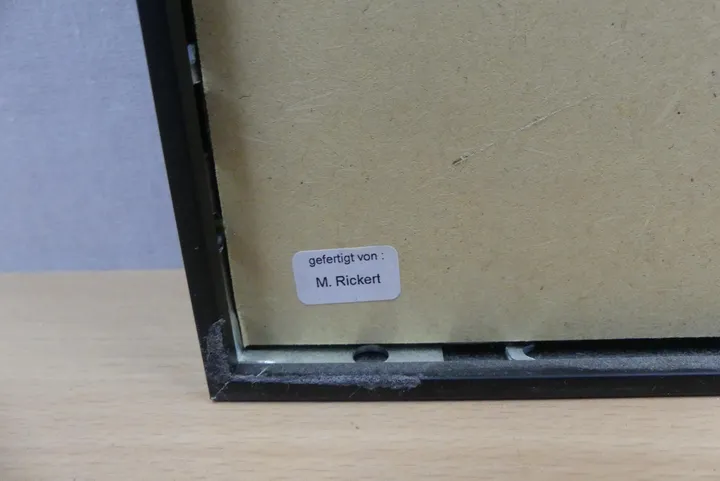 gefertigt von :
M. Rickert